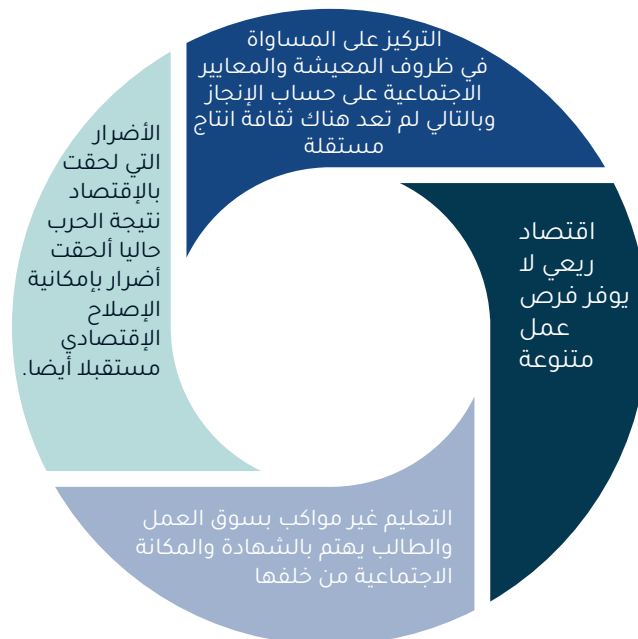 التركيز على المساواة
في ظروف المعيشة والمعايير
الاجتماعية على حساب الإنجاز
وبالتالي لم تعد هناك ثقافة انتاج
مستقلة
اقتصاد
ريعي لا
يوفر فرص
عمل
متنوعة
التعليم غير مواكب بسوق العمل
والطالب يهتم بالشهادة والمكانة
الاجتماعية من خلفها
الأضرار
التي لحقت
بالإقتصاد
نتيجة الحرب
حاليا ألحقت
أضرار بإمكانية
الإصلاح
الإقتصادي
مستقبلا أيضا.